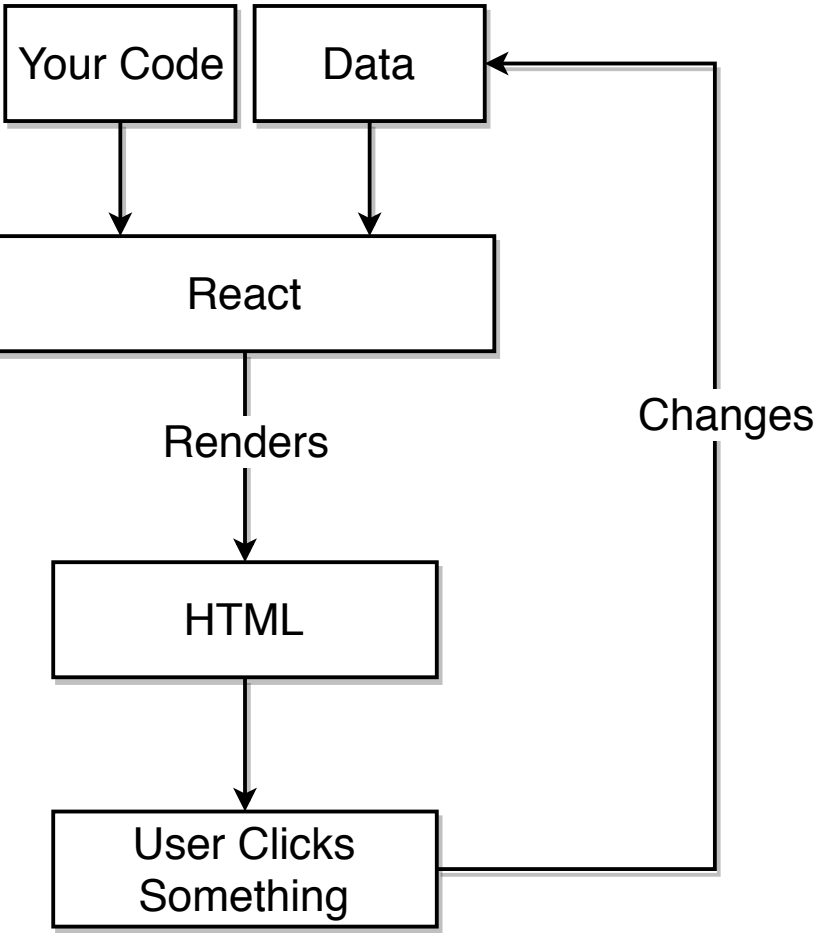 Your Code
Data
React
Renders
Changes
HTML
User Clicks
Something